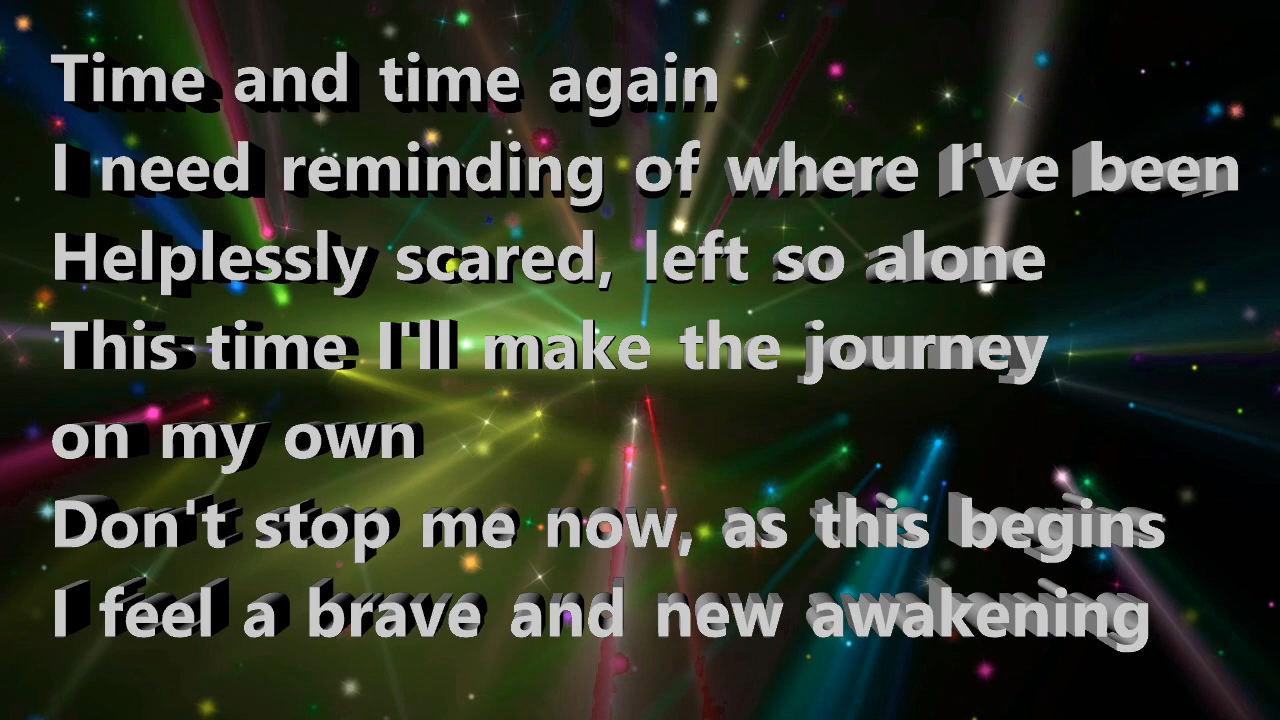 Time and time again
I need reminding of where I've been
Helplessly scared, left so alone
This time I'll make the journey
on my own
Don't stop me now, as this begins
I feel a brave and new awakening